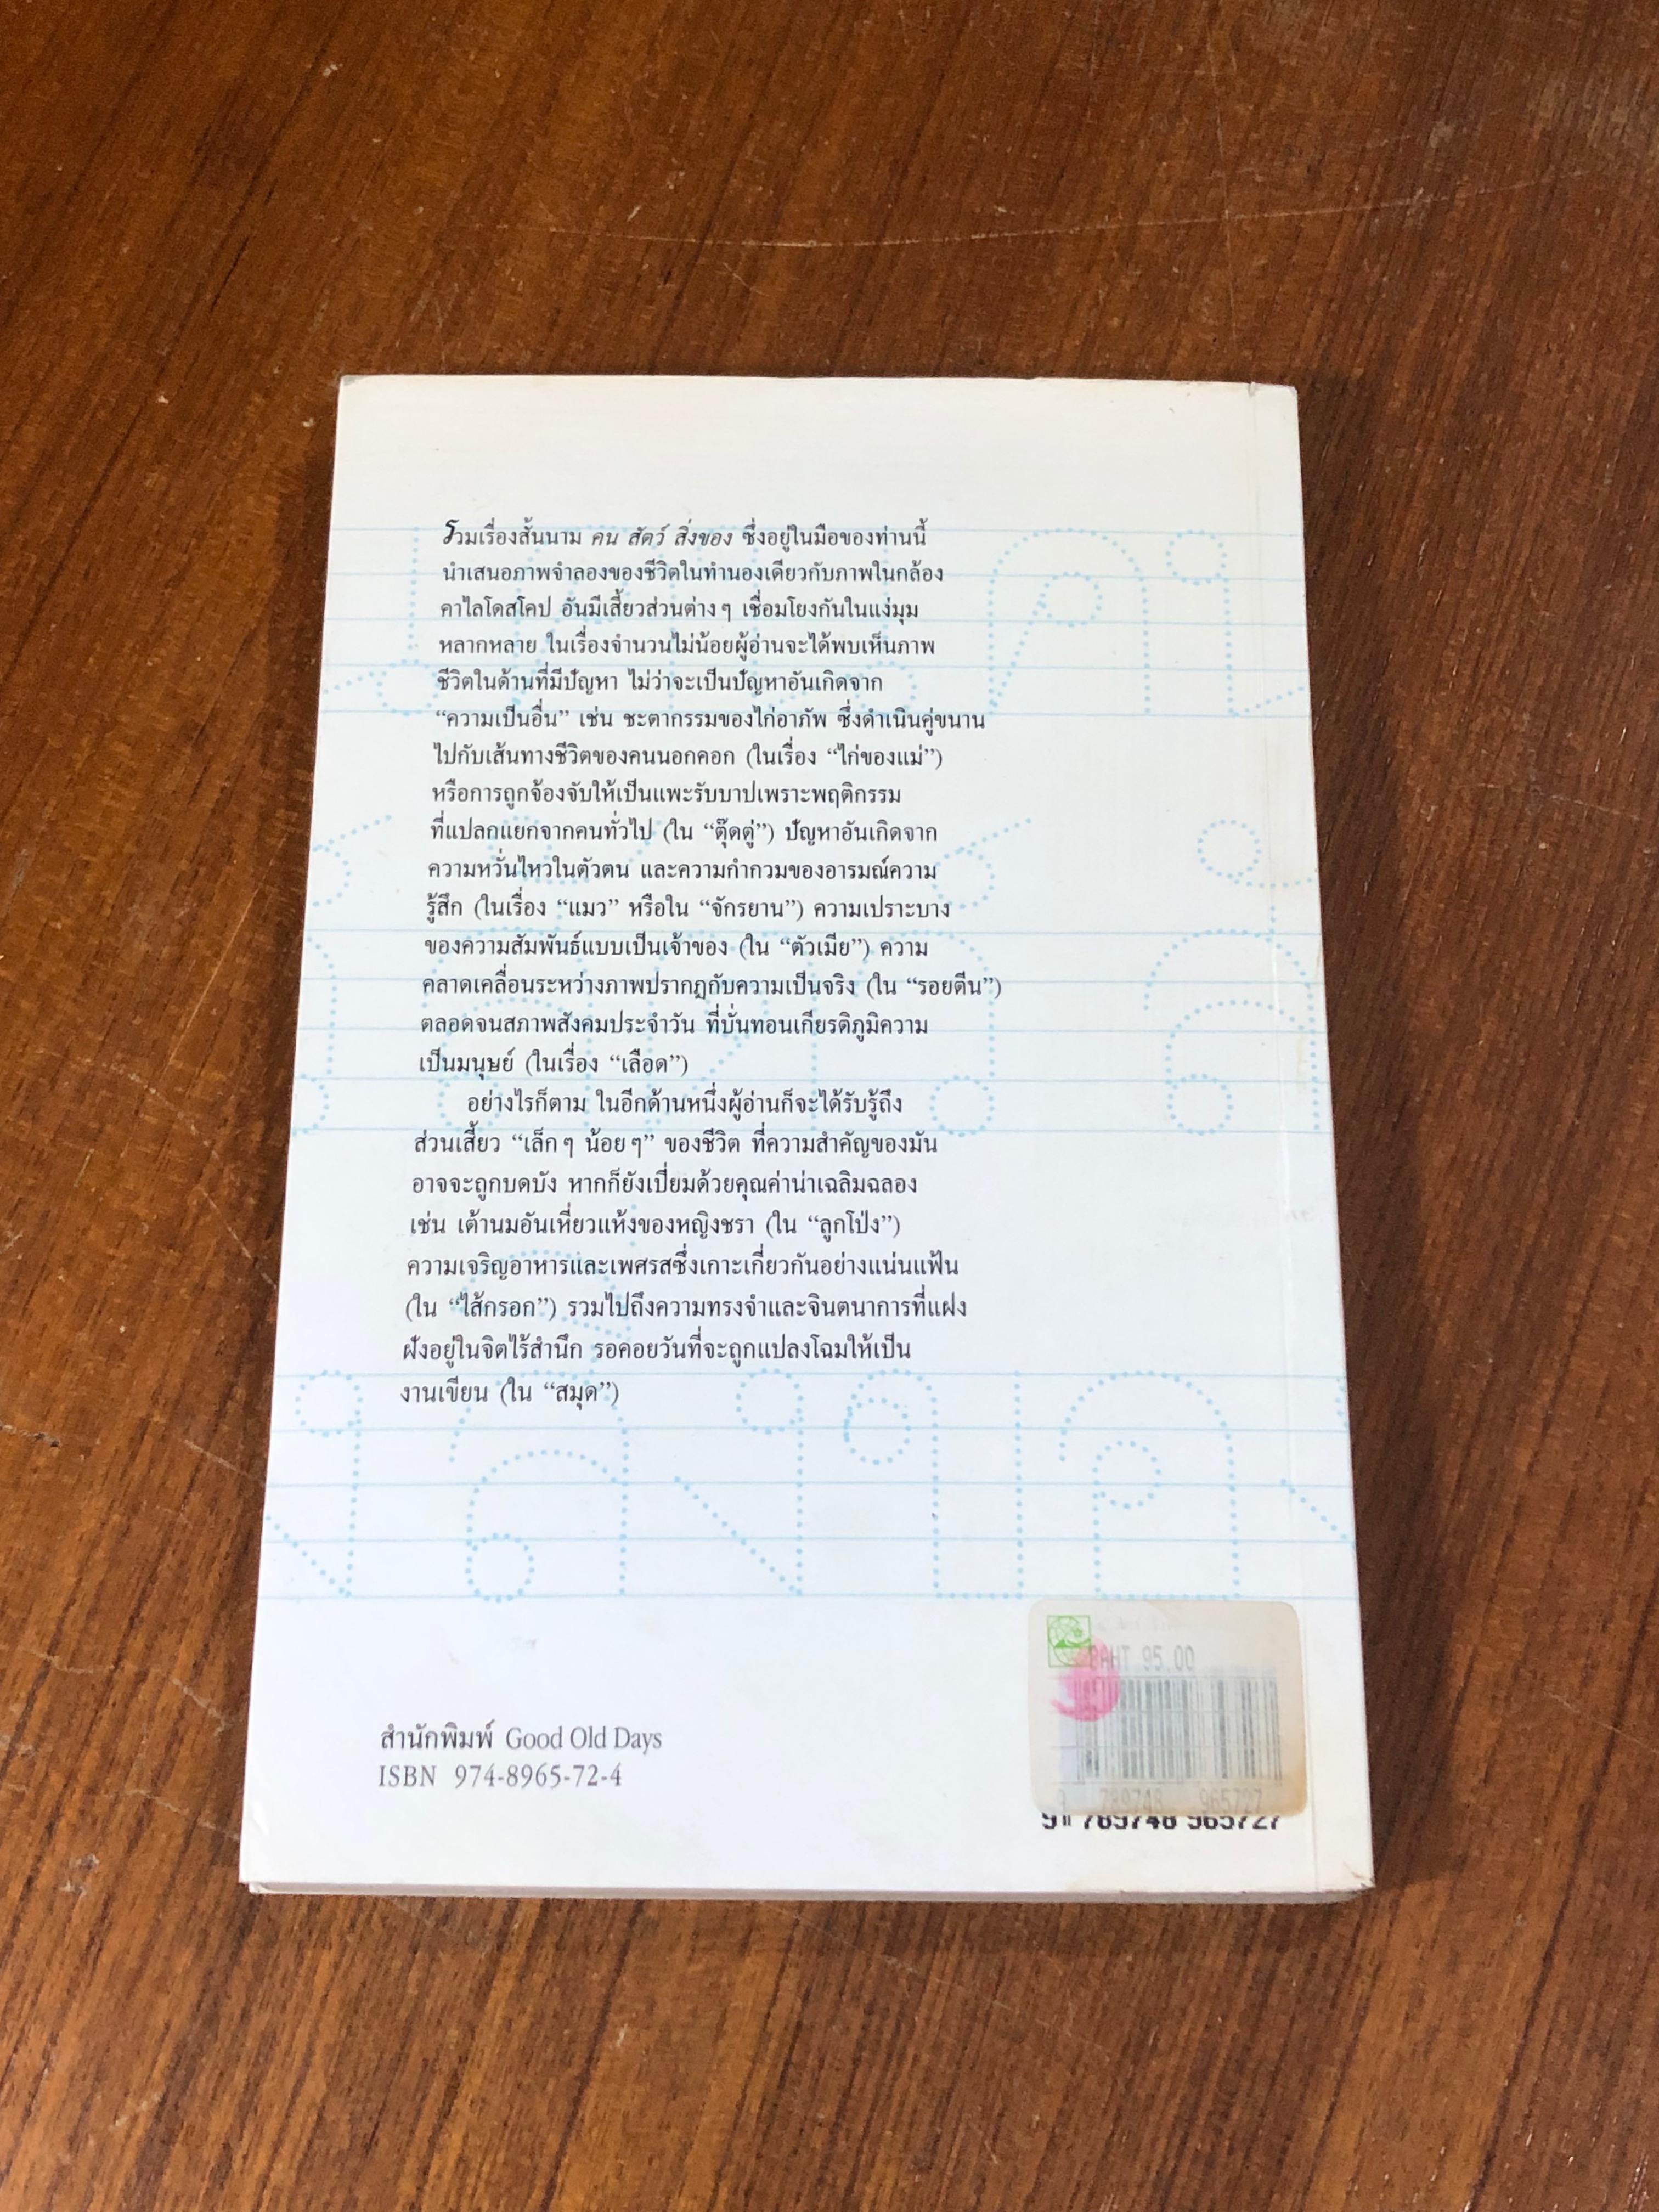 รวมเรื่องสั้นนาม คน สัตว์ สิ่งของ ซึ่งอยู่ในมือของท่านนี้
นำเสนอภาพจำลองของชีวิตในทำนองเดียวกับภาพในกล้อง
คาไลโดสโคป อันมีเสี้ยวส่วนต่างๆ เชื่อมโยงกันในแง่มุม
หลากหลาย ในเรื่องจำนวนไม่น้อยผู้อ่านจะได้พบเห็นภาพ
ชีวิตในด้านที่มีปัญหา ไม่ว่าจะเป็นปัญหาอันเกิดจาก
“ความเป็นอื่น” เช่น ชะตากรรมของไก่อาภัพ ซึ่งดำเนินคู่ขนาน
ไปกับเส้นทางชีวิตของคนนอกคอก (ในเรื่อง “ไก่ของแม่”)
หรือการถูกจ้องจับให้เป็นแพะรับบาปเพราะพฤติกรรม
ที่แปลกแยกจากคนทั่วไป (ใน “ตุ๊ดตู่”) ปัญหาอันเกิดจาก
ความหวั่นไหวในตัวตน และความกำกวมของอารมณ์ความ
รู้สึก (ในเรื่อง “แมว” หรือใน “จักรยาน”) ความเปราะบาง
ของความสัมพันธ์แบบเป็นเจ้าของ (ใน “ตัวเมีย”) ความ
คลาดเคลื่อนระหว่างภาพปรากฏกับความเป็นจริง (ใน “รอยตีน”)
ตลอดจนสภาพสังคมประจำวัน ที่บั่นทอนเกียรติภูมิความ
เป็นมนุษย์ (ในเรื่อง “เลือด”)
อย่างไรก็ตาม ในอีกด้านหนึ่งผู้อ่านก็จะได้รับรู้ถึง
ส่วนเสี้ยว “เล็กๆ น้อยๆ” ของชีวิต ที่ความสำคัญของมัน
อาจจะถูกบดบัง หากก็ยังเปี่ยมด้วยคุณค่าน่าเฉลิมฉลอง
เช่น เต้านมอันเหี่ยวแห้งของหญิงชรา (ใน “ลูกโป่ง”)
ความเจริญอาหารและเพศรสซึ่งเกาะเกี่ยวกันอย่างแน่นแฟ้น
(ใน “ไส้กรอก”) รวมไปถึงความทรงจำและจินตนาการที่แฝง
ฝังอยู่ในจิตไร้สำนึก รอคอยวันที่จะถูกแปลงโฉมให้เป็น
งานเขียน (ใน “สมุด”)
BAHT 95.00
9 789748 965727
9 789748 965727
สำนักพิมพ์ Good Old Days
ISBN 974-8965-72-4